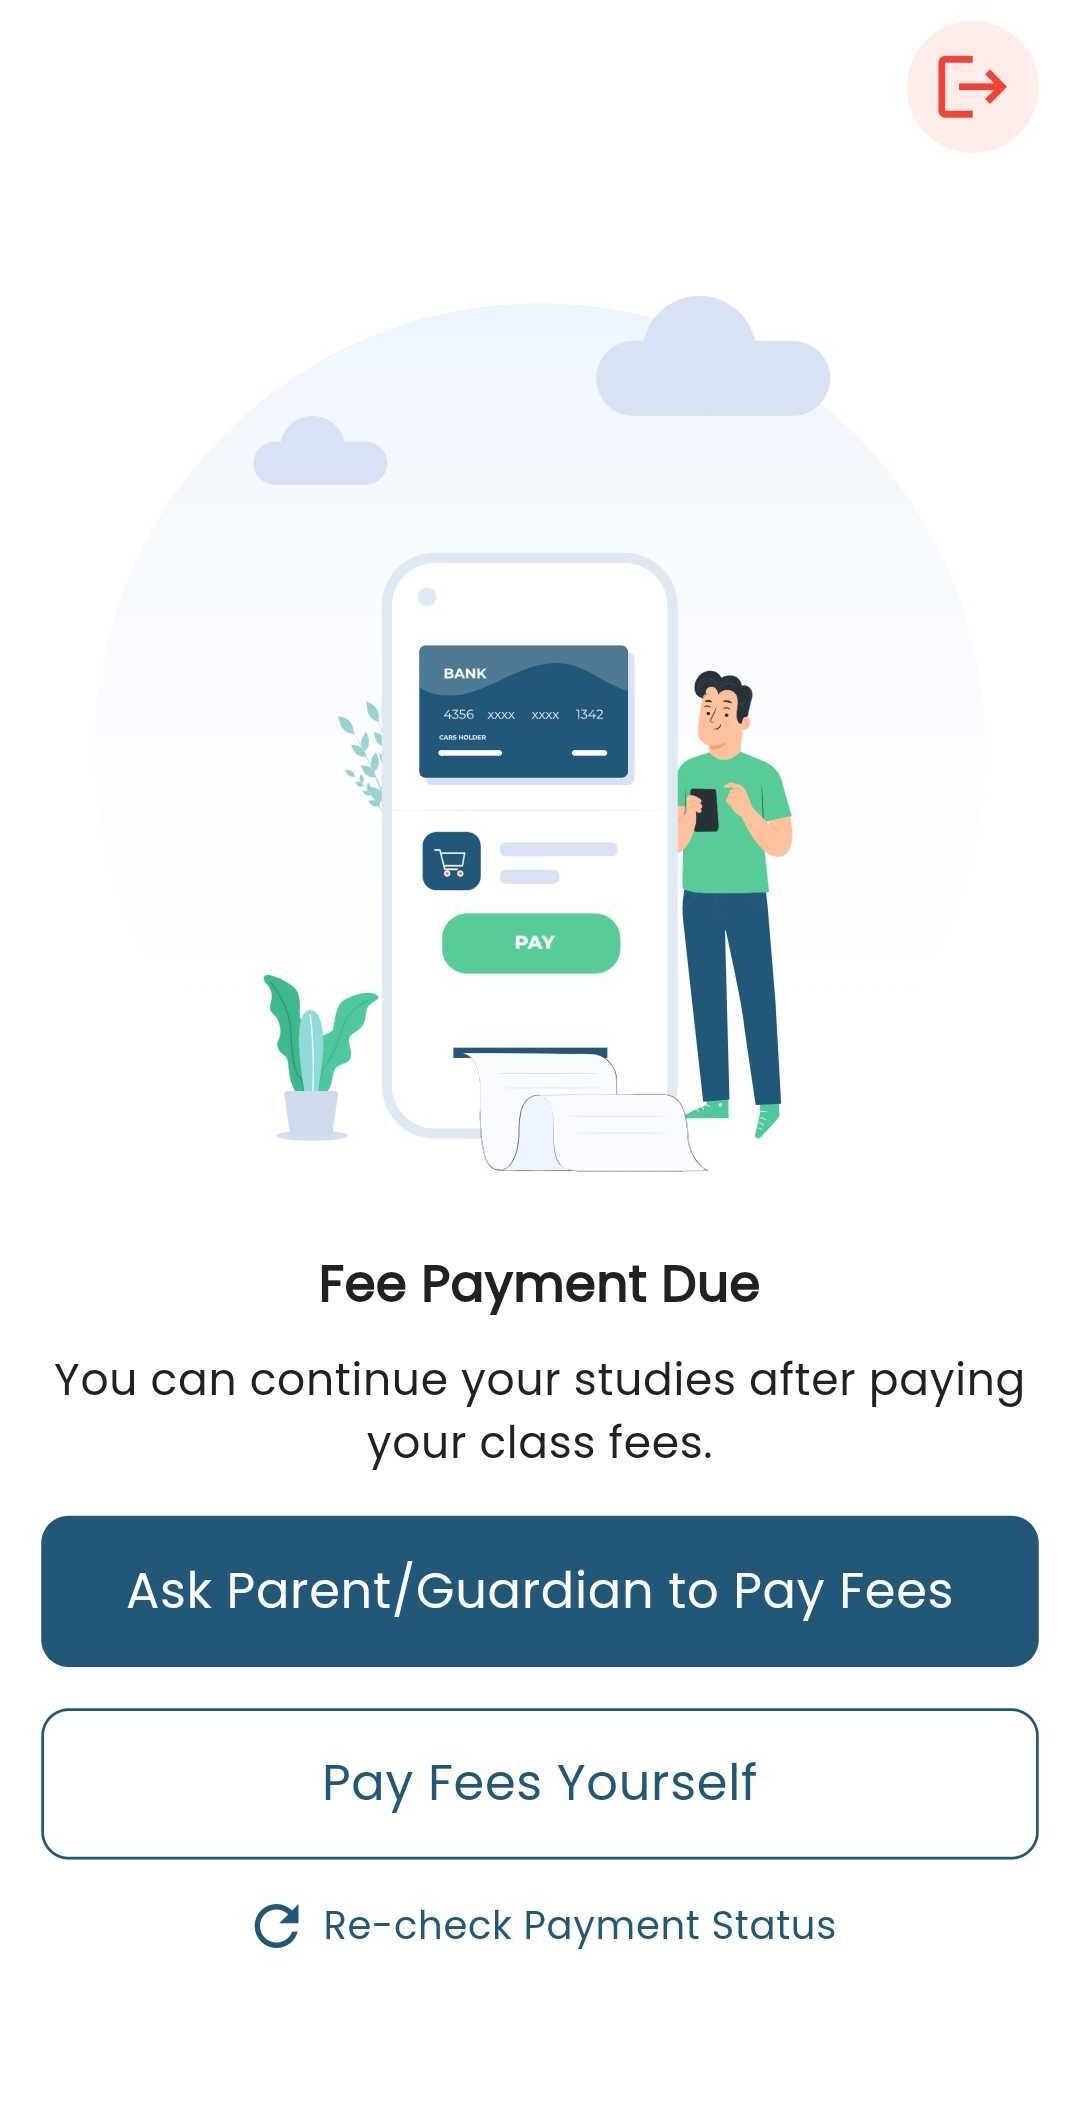 BANK
4356 xxxx xxxx 1342
CARS HOLDER
PAY
Fee Payment Due
You can continue your studies after paying
your class fees.
Ask Parent/Guardian to Pay Fees
Pay Fees Yourself
Re-check Payment Status